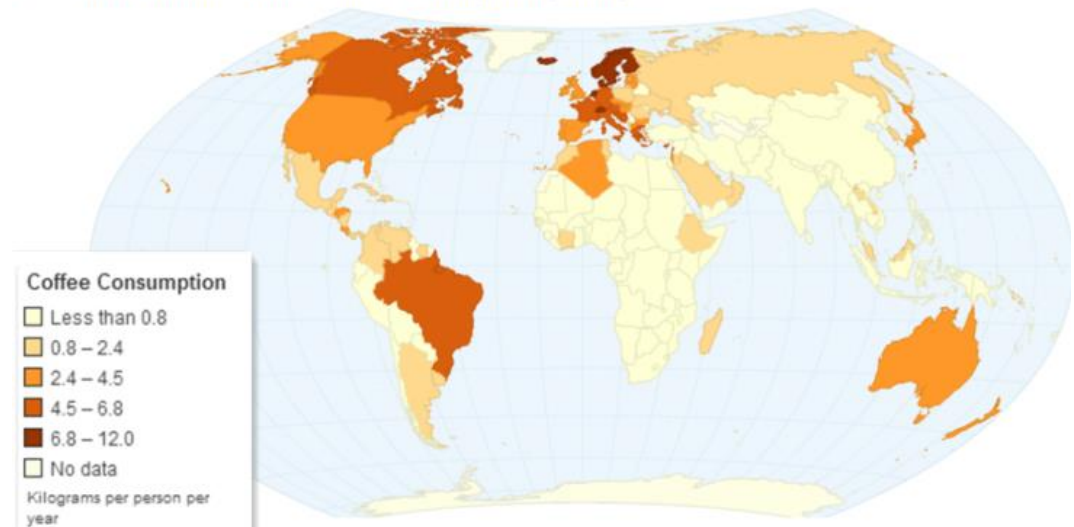 Coffee Consumption
Less than 0.8
0.8 – 2.4
2.4 – 4.5
4.5 – 6.8
6.8 – 12.0
No data
Kilograms per person per
year